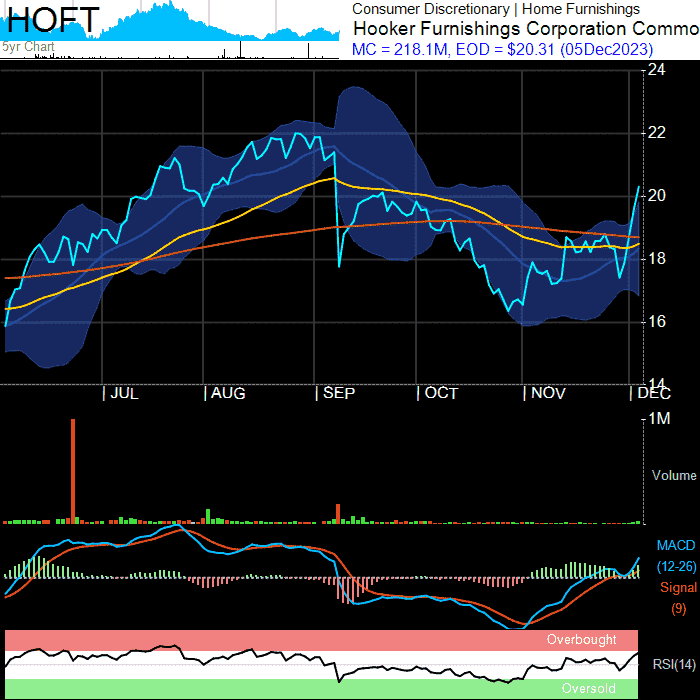 HOFT
5yr Chart
Consumer Discretionary | Home Furnishings
Hooker Furnishings Corporation Commo
MC = 218.1M, EOD = $20.31 (05Dec2023)
24
22
20
18
16
14
| JUL | AUG | SEP | OCT | NOV | DEC
1M
Volume
MACD
(12-26)
Signal
(9)
Overbought
RSI(14)
Oversold